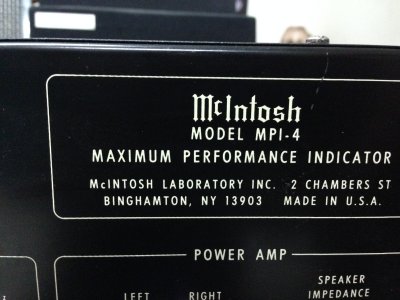 McIntosh
MODEL MPI-4
MAXIMUM PERFORMANCE INDICATOR
McINTOSH LABORATORY INC. 2 CHAMBERS ST
BINGHAMTON, NY 13903 MADE IN U.S.A.
POWER AMP
SPEAKER
LEFT RIGHT IMPEDANCE